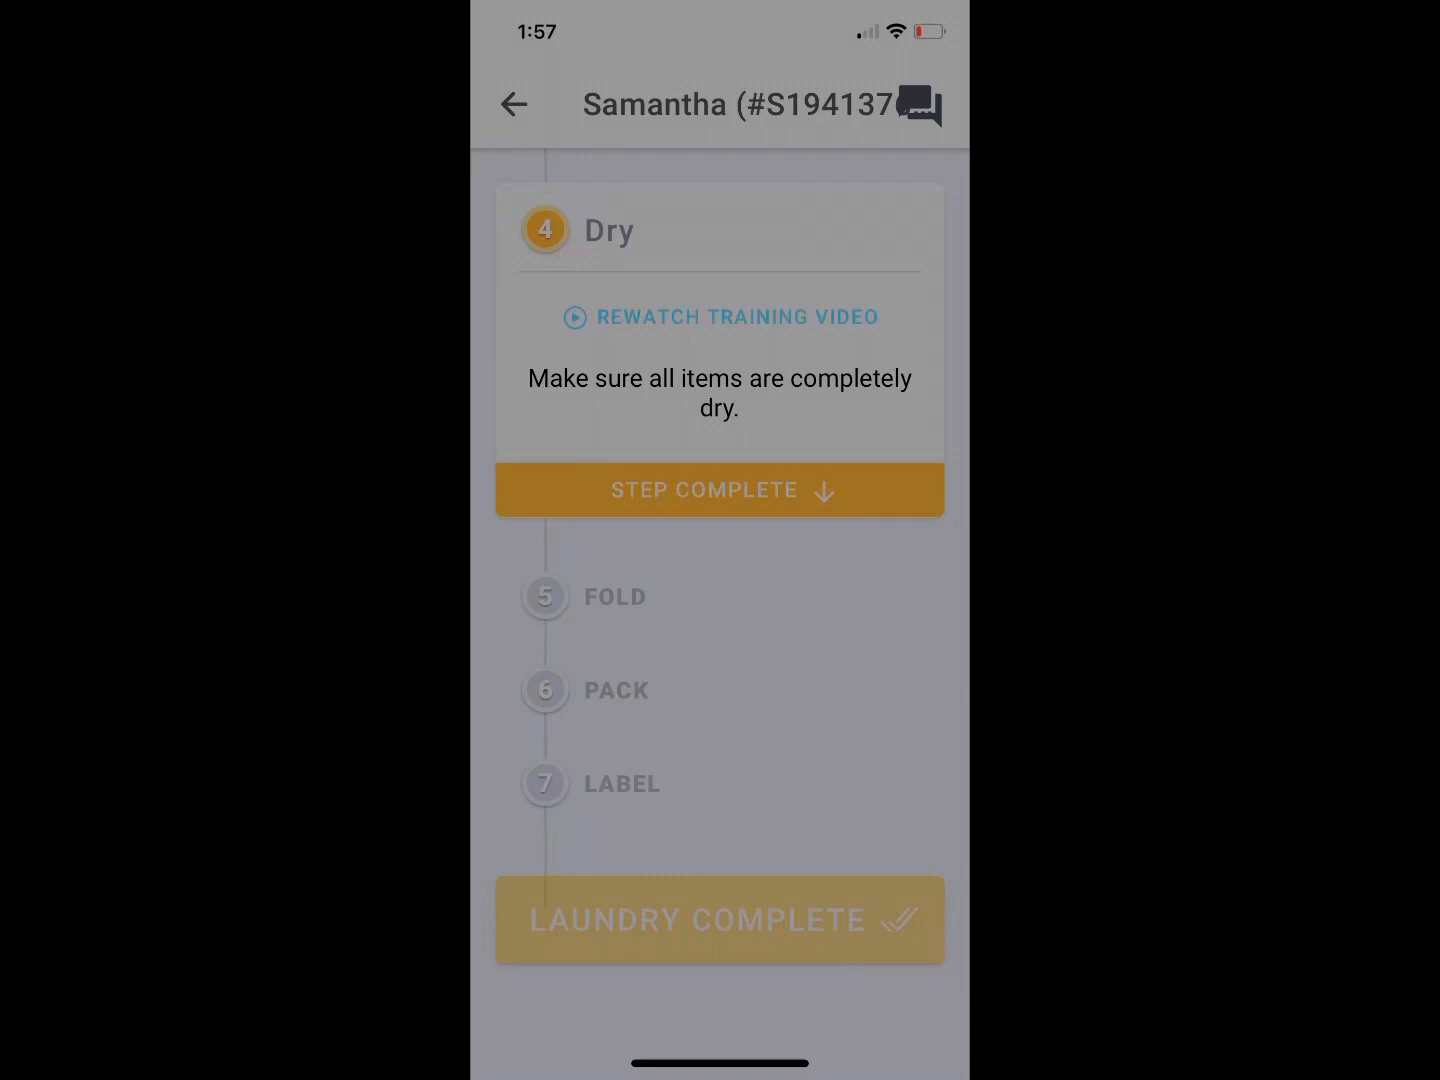 1:57
Samantha (#S194137
4 Dry
REWATCH TRAINING VIDEO
Make sure all items are completely
dry.
STEP COMPLETE
5 FOLD
6 PACK
7 LABEL
LAUNDRY COMPLETE